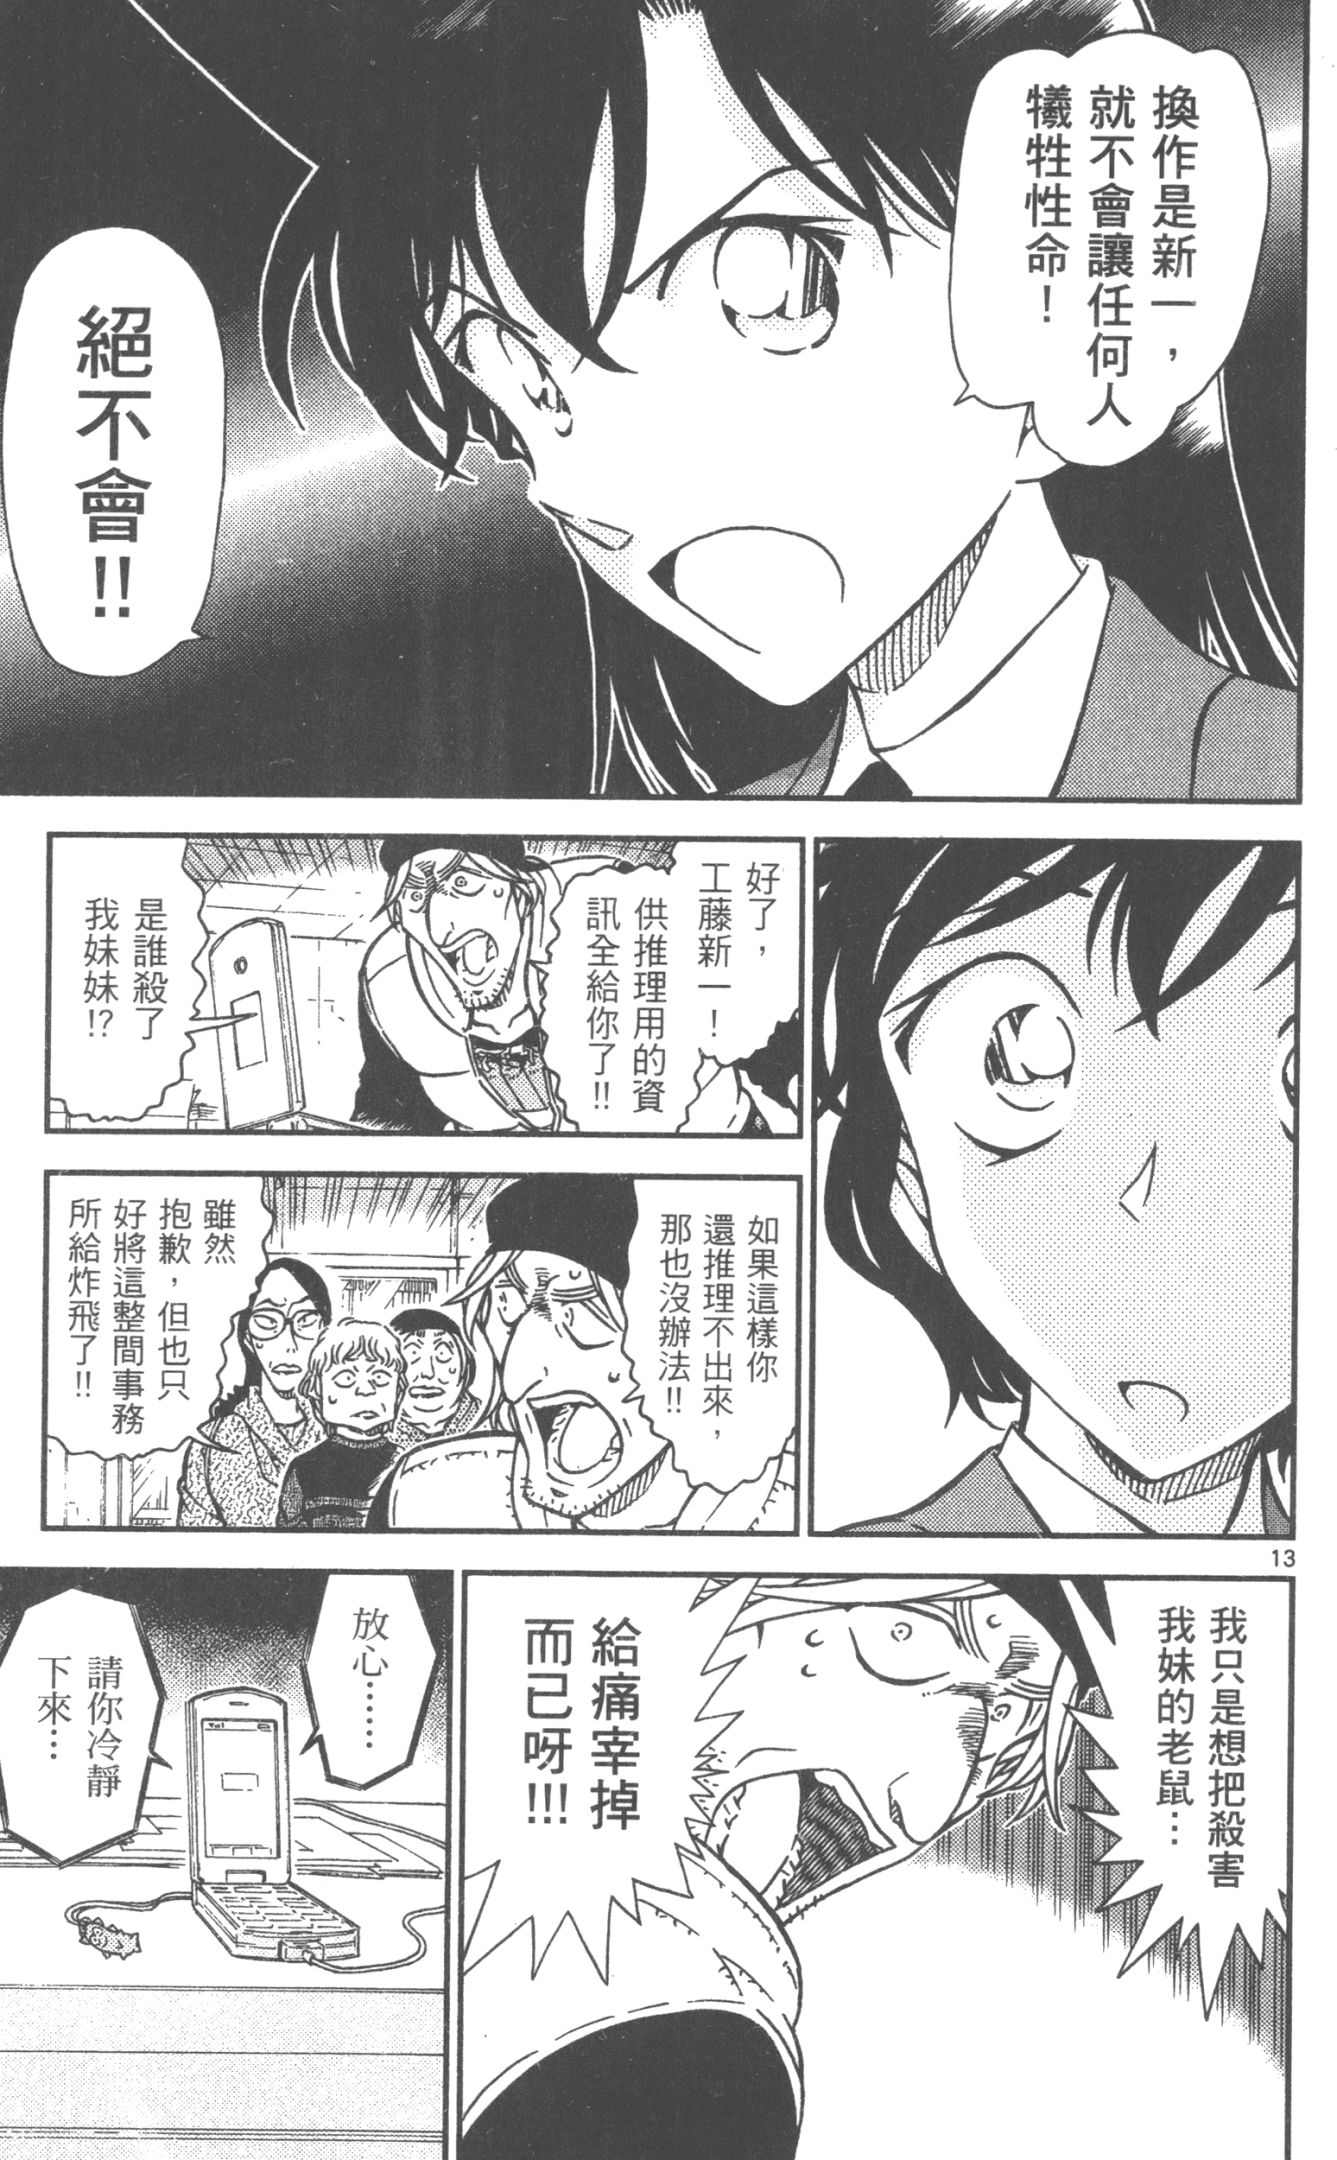 換作是新一，
就不會讓任何人
犧牲性命！
絕不會!!
好了，
工藤新一！
供推理用的資
訊全給你了!!
是誰殺了
我妹妹!?
如果這樣你
還推理不出來，
那也沒辦法!!
雖然
抱歉，但也只
好將這整間事務
所給炸飛了!!
13
我只是想把殺害
我妹的老鼠…
給痛宰掉
而已呀!!!
放心……
請你冷靜
下來…